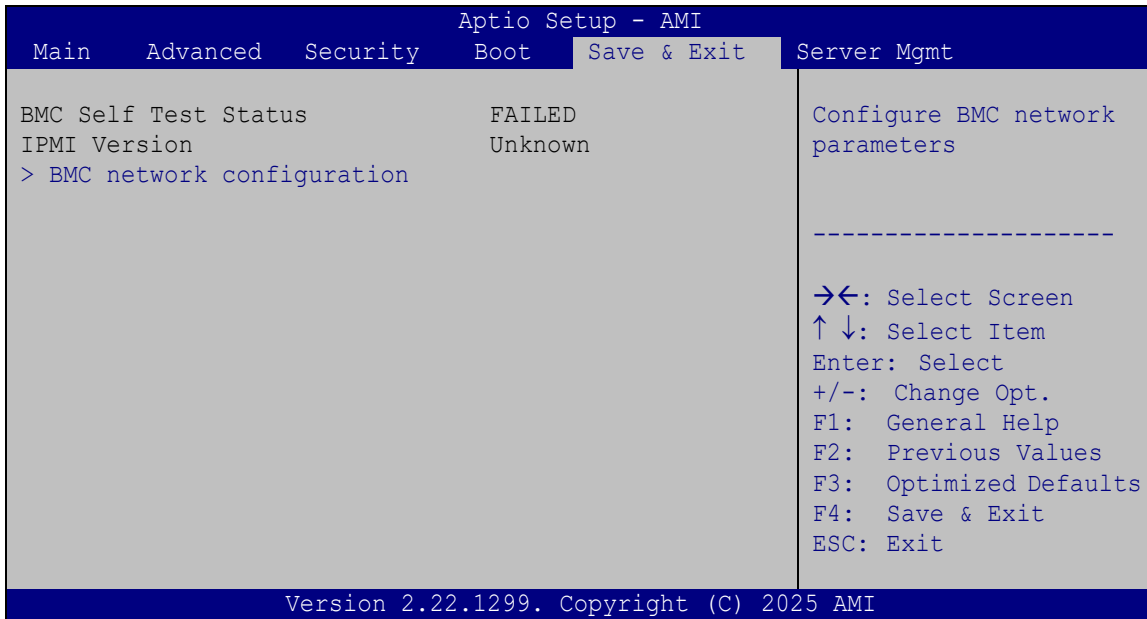 Aptio Setup - AMI
Main Advanced Security Boot Save & Exit Server Mgmt
BMC Self Test Status FAILED
IPMI Version Unknown
> BMC network configuration
Configure BMC network
parameters
---------------------
→←: Select Screen
↑ ↓: Select Item
Enter: Select
+/-: Change Opt.
F1: General Help
F2: Previous Values
F3: Optimized Defaults
F4: Save & Exit
ESC: Exit
Version 2.22.1299. Copyright (C) 2025 AMI